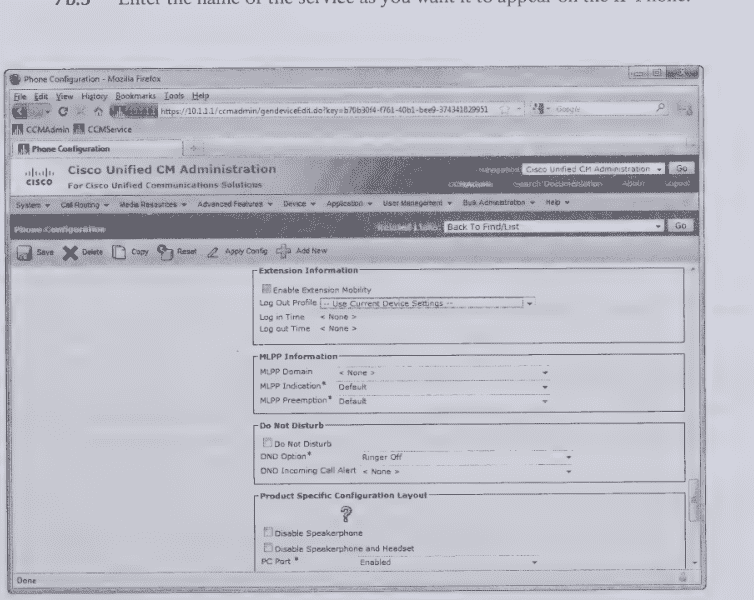 7b.5 Enter the name of the service as you want it to appear on the IP Phone.
Phone Configuration - Mozilla Firefox
File Edit View History Bookmarks Tools Help
https://10.1.1.1/ccmadmin/gendeviceEdit.do?key=b70b30f4-f761-40b1-bee9-374341829951
Google
CCMAdmin CCMService
Phone Configuration
CISCO
Cisco Unified CM Administration
For Cisco Unified Communications Solutions
Navigation Cisco Unified CM Administration Go
Search Documentation About Logout
System Call Routing Media Resources Advanced Features Device Application User Management Bulk Administration Help
Phone Configuration
Related Links: Back To Find/List Go
Save Delete Copy Reset Apply Config Add New
Extension Information
Enable Extension Mobility
Log Out Profile -- Use Current Device Settings --
Log in Time < None >
Log out Time < None >
MLPP Information
MLPP Domain < None >
MLPP Indication* Default
MLPP Preemption* Default
Do Not Disturb
Do Not Disturb
DND Option* Ringer Off
DND Incoming Call Alert < None >
Product Specific Configuration Layout
?
Disable Speakerphone
Disable Speakerphone and Headset
PC Port * Enabled
Done